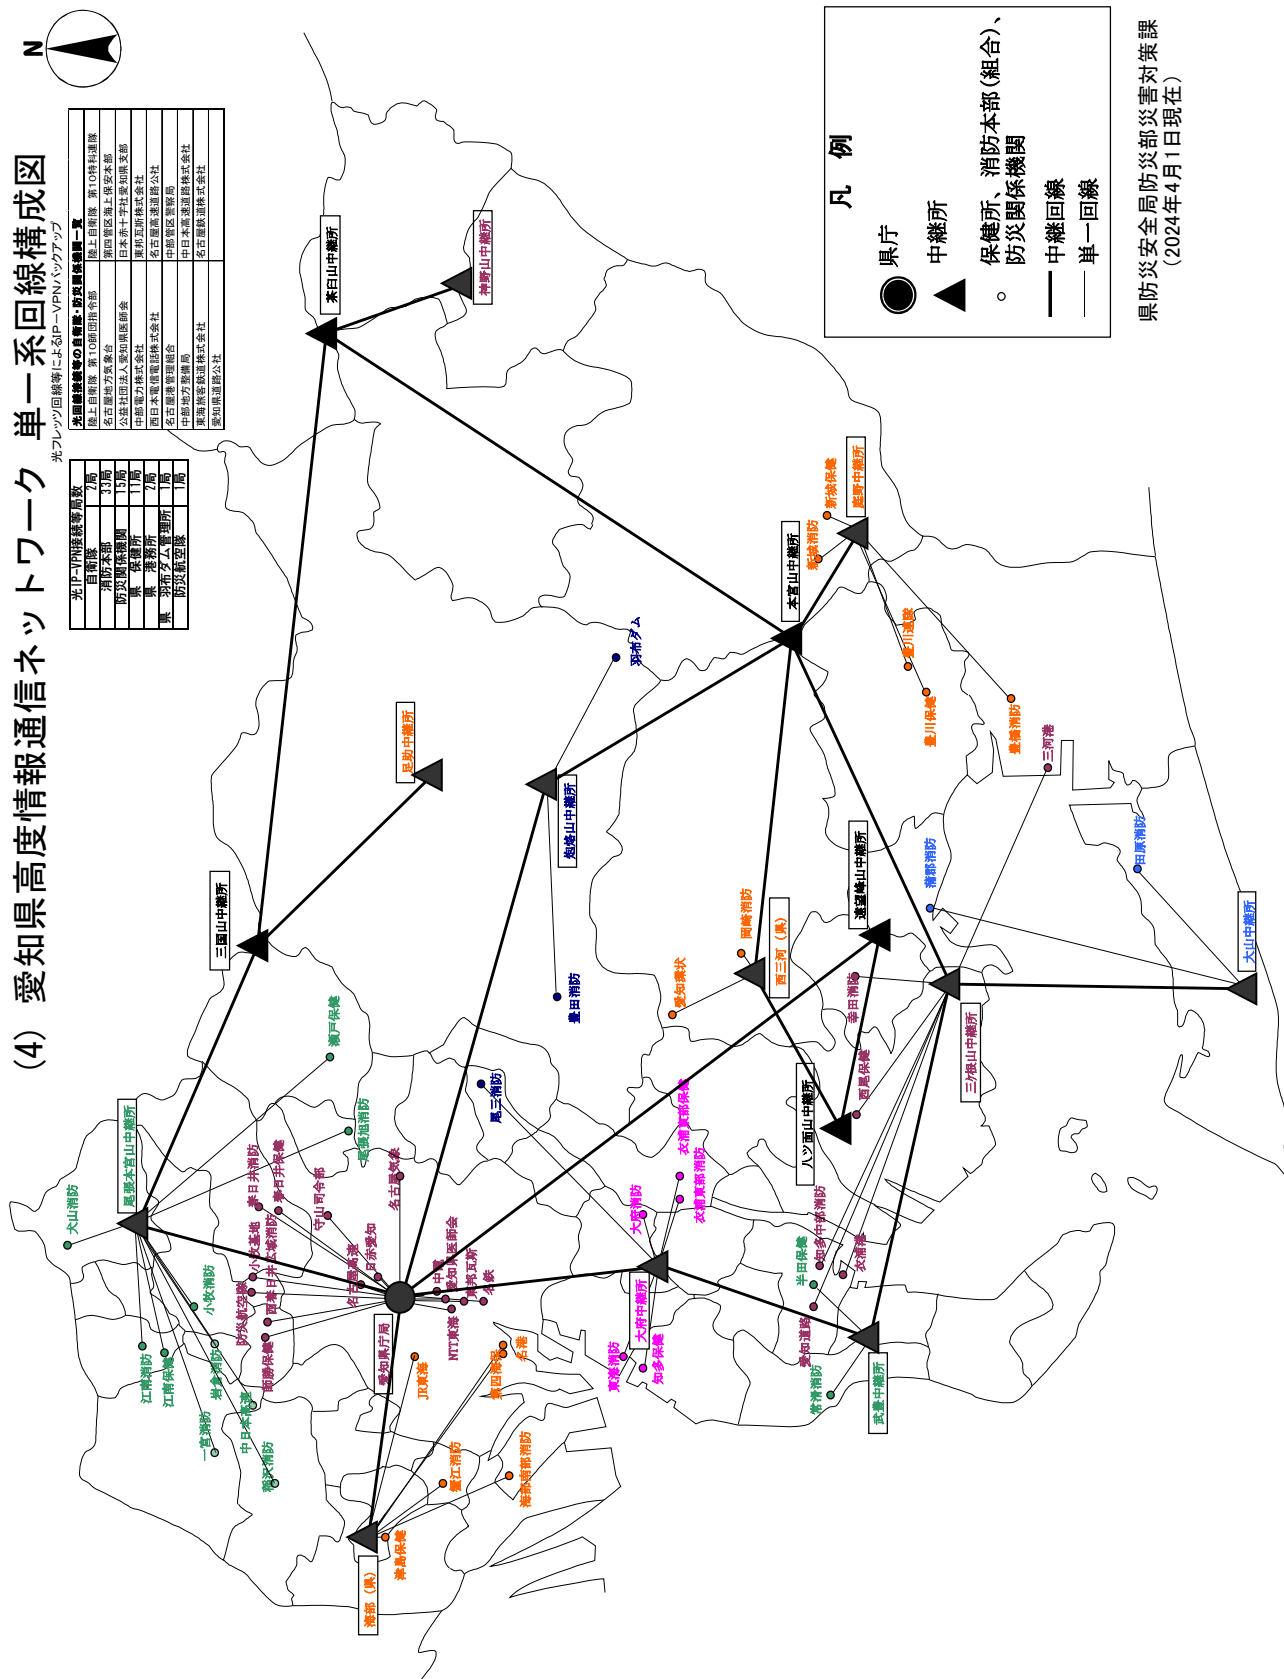 (4) 愛知県高度情報通信ネットワーク 単一系回線構成図
光フレッツ回線等によるIP－VPNバックアップ
N
光IP-VPN接続等局数
自衛隊 2局
消防本部 33局
防災関係機関 15局
県 保健所 11局
県 港務所 2局
県 羽布ダム管理所 1局
防災航空隊 1局
光回線接続等の自衛隊・防災関係機関一覧
陸上自衛隊 第10師団指令部 陸上自衛隊 第10特科連隊
名古屋地方気象台 第四管区海上保安本部
公益社団法人愛知県医師会 日本赤十字社愛知県支部
中部電力株式会社 東邦瓦斯株式会社
西日本電信電話株式会社 名古屋高速道路公社
名古屋港管理組合 中部管区警察局
中部地方整備局 中日本高速道路株式会社
東海旅客鉄道株式会社 名古屋鉄道株式会社
愛知県道路公社
茶臼山中継所
神野山中継所
三国山中継所
足助中継所
尾張本宮山中継所
犬山消防
瀬戸保健
尾張旭消防
春日井消防
春日井保健
小牧基地
西春日井広域消防
防災航空隊
師勝保健
守山司令部
名古屋気象
名古屋高速
日赤愛知
中電
愛知県医師会
東邦瓦斯
名鉄
NTT東海
愛知県庁局
小牧消防
江南消防
江南保健
岩倉消防
一宮消防
中日本高速
稲沢消防
JR東海
第四海保
名港
海部（県）
津島保健
蟹江消防
海部南部消防
炮烙山中継所
羽布ダム
豊田消防
尾三消防
本宮山中継所
新城消防
新城保健
庭野中継所
豊川連隊
豊川保健
豊橋消防
三河港
田原消防
蒲郡消防
大山中継所
愛知環状
岡崎消防
西三河（県）
遠望峰山中継所
幸田消防
西尾保健
八ツ面山中継所
三ケ根山中継所
衣浦東部保健
衣浦東部消防
大府消防
大府中継所
東海消防
知多保健
半田保健
知多中部消防
衣浦港
愛知道路
常滑消防
武豊中継所
凡 例
県庁
中継所
保健所、消防本部(組合)、
防災関係機関
中継回線
単一回線
県防災安全局防災部災害対策課
(2024年4月1日現在)